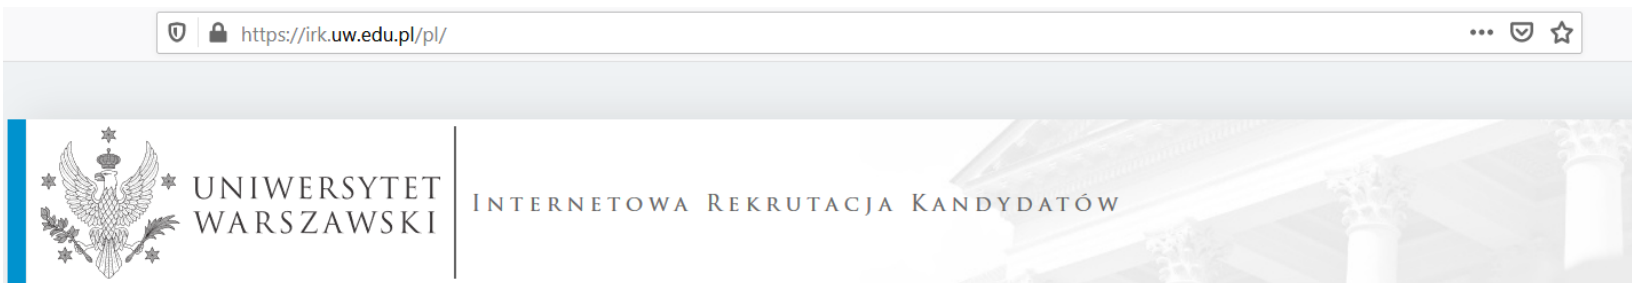 https://irk.uw.edu.pl/pl/
UNIWERSYTET
WARSZAWSKI
INTERNETOWA REKRUTACJA KANDYDATÓW